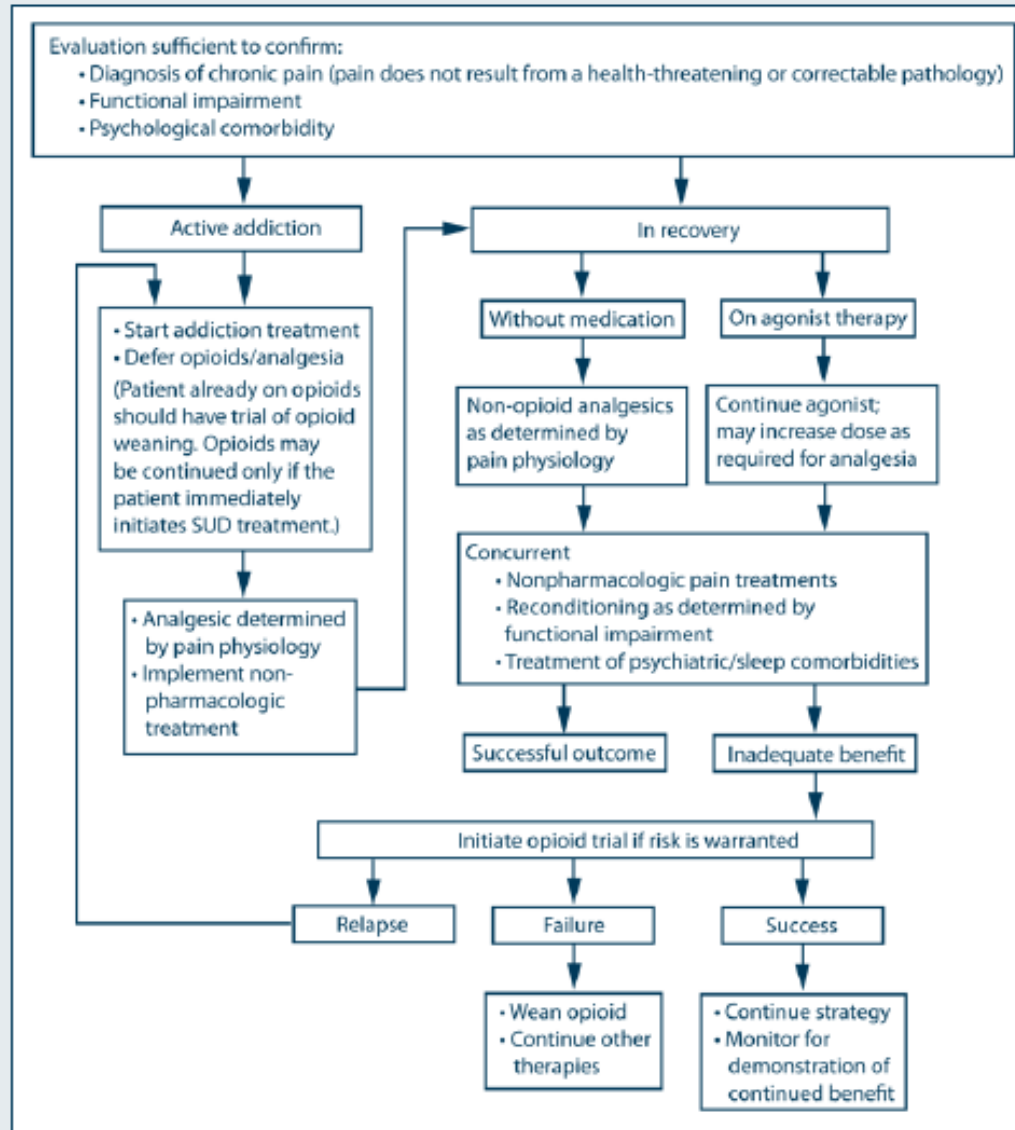 Evaluation sufficient to confirm:
• Diagnosis of chronic pain (pain does not result from a health-threatening or correctable pathology)
• Functional impairment
• Psychological comorbidity
Active addiction
In recovery
• Start addiction treatment
• Defer opioids/analgesia
(Patient already on opioids
should have trial of opioid
weaning. Opioids may
be continued only if the
patient immediately
initiates SUD treatment.)
• Analgesic determined
by pain physiology
• Implement non-
pharmacologic
treatment
Without medication
On agonist therapy
Non-opioid analgesics
as determined by
pain physiology
Continue agonist;
may increase dose as
required for analgesia
Concurrent
• Nonpharmacologic pain treatments
• Reconditioning as determined by
functional impairment
• Treatment of psychiatric/sleep comorbidities
Successful outcome
Inadequate benefit
Initiate opioid trial if risk is warranted
Relapse
Failure
Success
• Wean opioid
• Continue other
therapies
• Continue strategy
• Monitor for
demonstration of
continued benefit